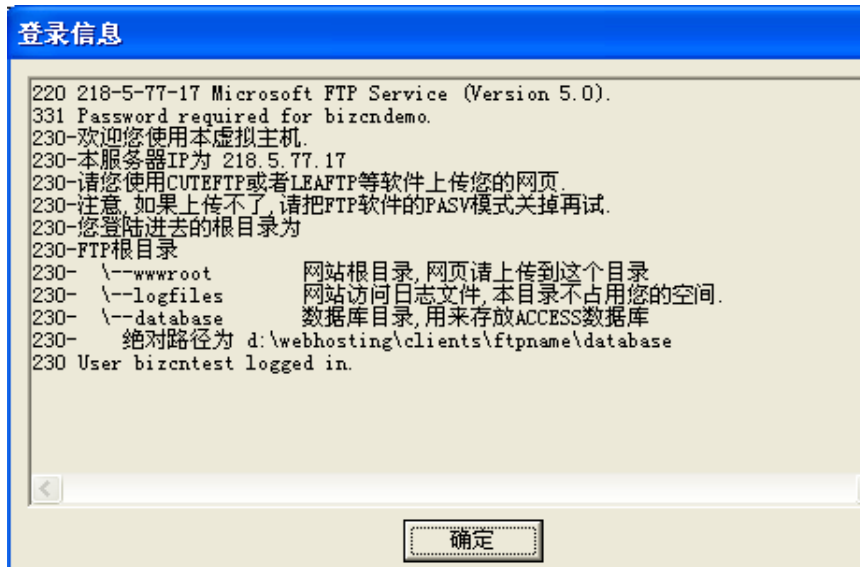 登录信息
220 218-5-77-17 Microsoft FTP Service (Version 5.0).
331 Password required for bizcndemo.
230-欢迎您使用本虚拟主机.
230-本服务器IP为 218.5.77.17
230-请您使用CUTEFTP或者LEAFTP等软件上传您的网页.
230-注意,如果上传不了,请把FTP软件的PASV模式关掉再试.
230-您登陆进去的根目录为
230-FTP根目录
230-  \--wwwroot        网站根目录,网页请上传到这个目录
230-  \--logfiles       网站访问日志文件,本目录不占用您的空间.
230-  \--database       数据库目录,用来存放ACCESS数据库
230-    绝对路径为 d:\webhosting\clients\ftpname\database
230 User bizcntest logged in.
确定